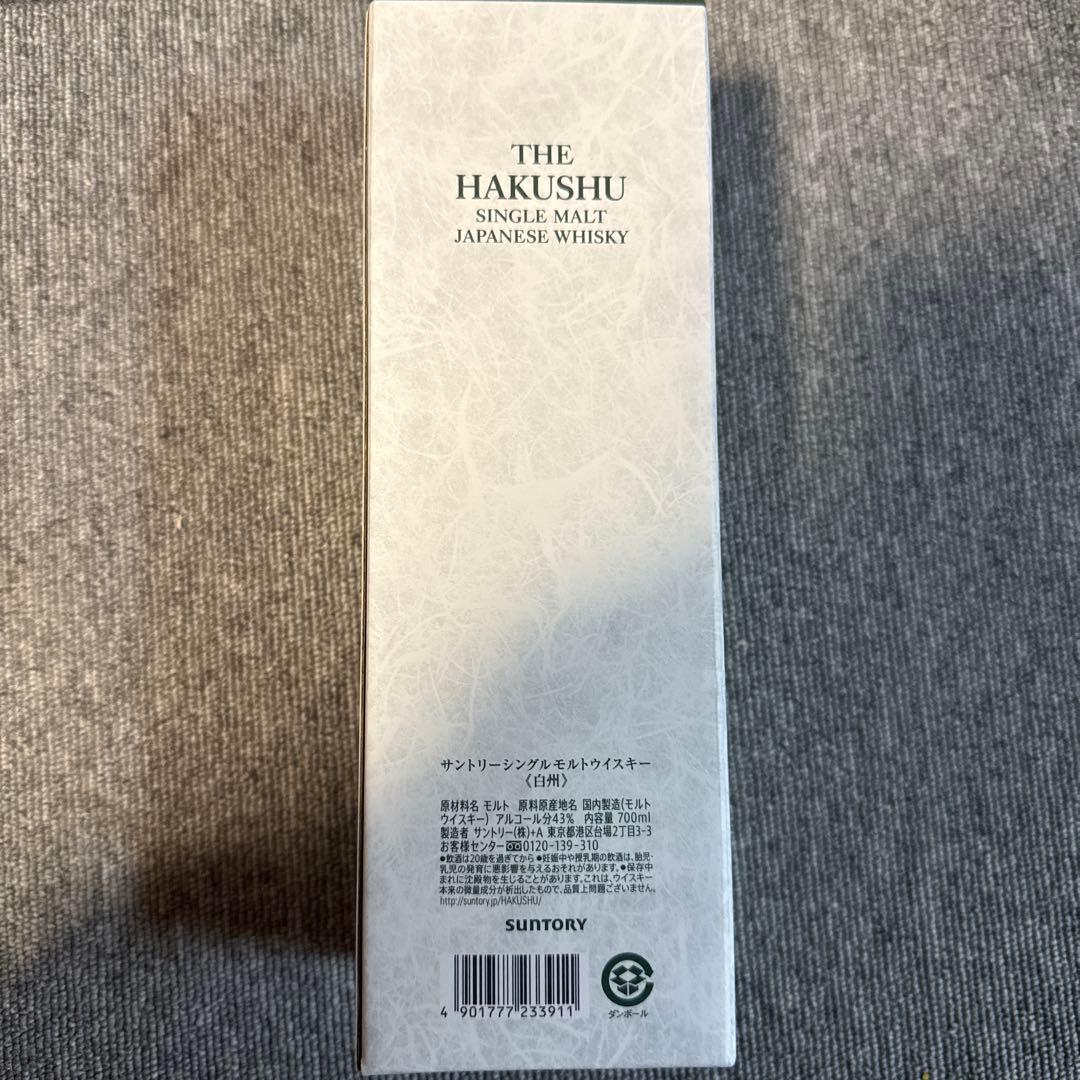 THE
HAKUSHU
SINGLE MALT
JAPANESE WHISKY
サントリーシングルモルトウイスキー
《白州》
原材料名 モルト 原料原産地名 国内製造(モルト
ウイスキー) アルコール分43% 内容量 700ml
製造者 サントリー(株)+A 東京都港区台場2丁目3-3
お客様センター 0120-139-310
●飲酒は20歳を過ぎてから ●妊娠中や授乳期の飲酒は、胎児・
乳児の発育に悪影響を与えるおそれがあります。●保存中
まれに沈殿物を生じることがあります。これは、ウイスキー
本来の微量成分が析出したもので、品質上問題ございません。
http://suntory.jp/HAKUSHU/
SUNTORY
4 901777 233911
ダンボール